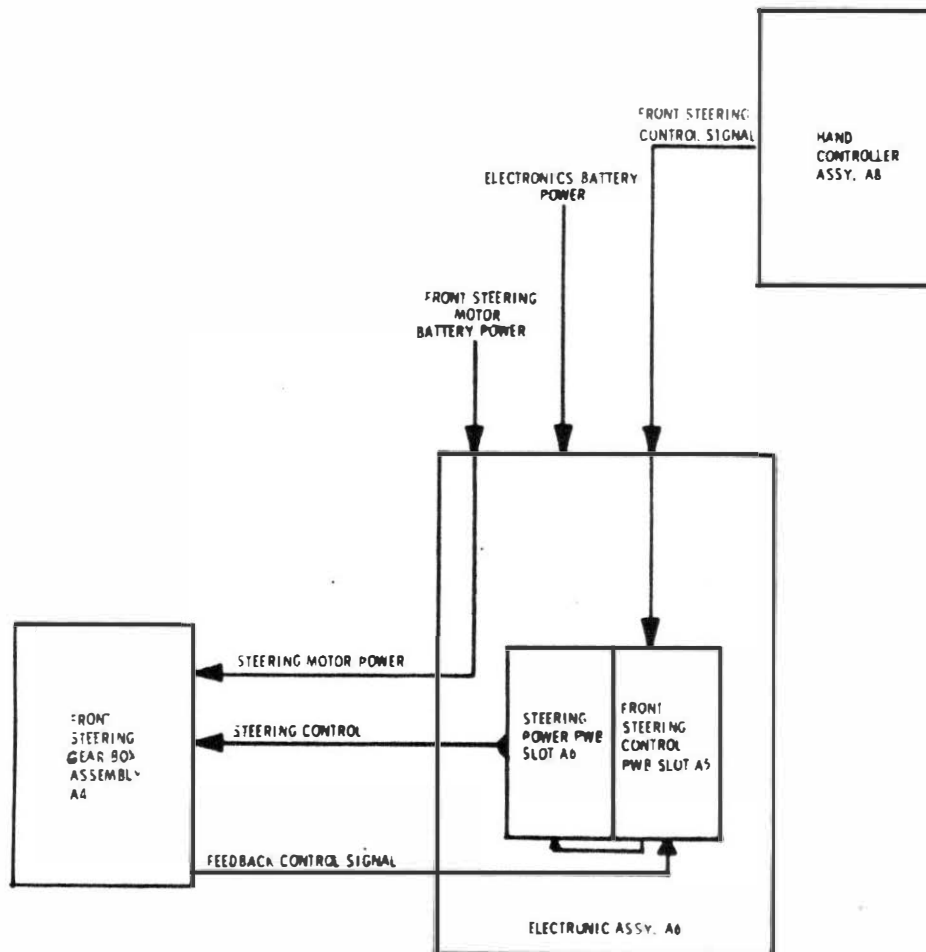 FRONT STEERING
CONTROL SIGNAL
HAND
CONTROLLER
ASSY. A8
ELECTRONICS BATTERY
POWER
FRONT STEERING
MOTOR
BATTERY POWER
STEERING MOTOR POWER
STEERING CONTROL
FRONT
STEERING
GEAR BOX
ASSEMBLY
A4
STEERING
POWER PWB
SLOT A6
FRONT
STEERING
CONTROL
PWB SLOT A5
FEEDBACK CONTROL SIGNAL
ELECTRONIC ASSY. A6